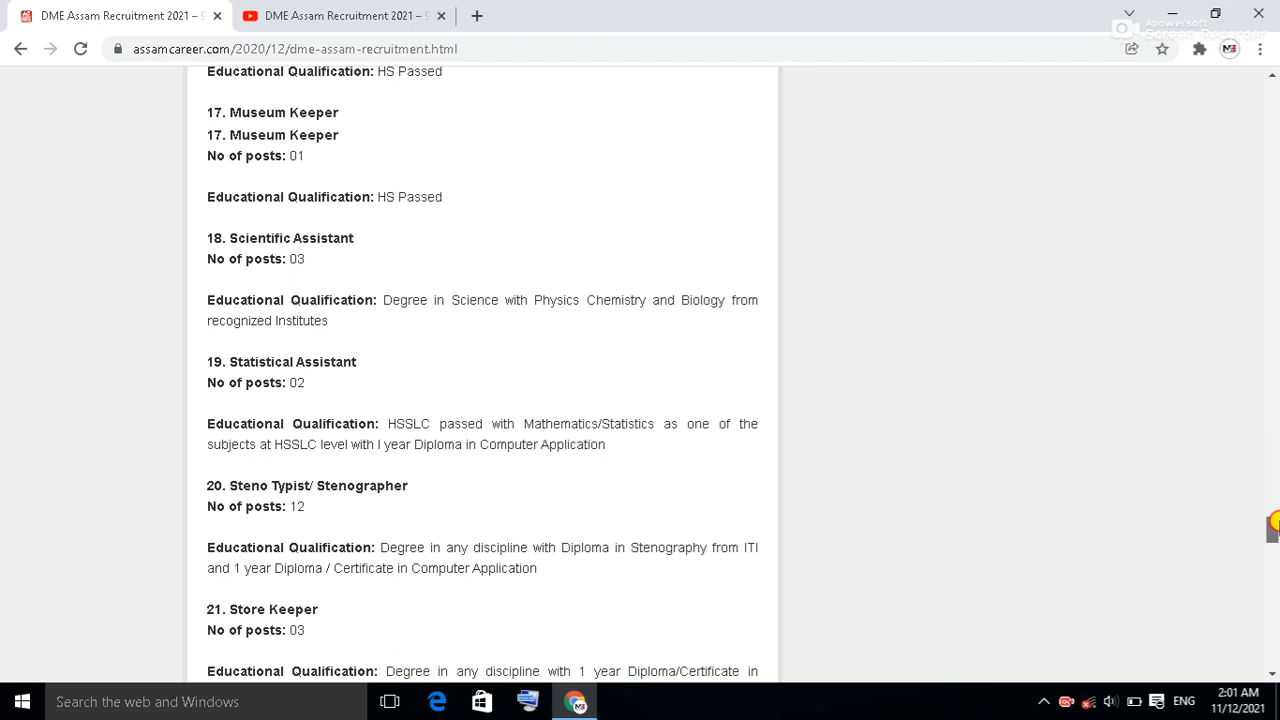 DME Assam Recruitment 2021 – 9
DME Assam Recruitment 2021 – 9
Apowersoft
Screen Recorder
assamcareer.com/2020/12/dme-assam-recruitment.html
Educational Qualification: HS Passed
17. Museum Keeper
17. Museum Keeper
No of posts: 01
Educational Qualification: HS Passed
18. Scientific Assistant
No of posts: 03
Educational Qualification: Degree in Science with Physics Chemistry and Biology from
recognized Institutes
19. Statistical Assistant
No of posts: 02
Educational Qualification: HSSLC passed with Mathematics/Statistics as one of the
subjects at HSSLC level with I year Diploma in Computer Application
20. Steno Typist/ Stenographer
No of posts: 12
Educational Qualification: Degree in any discipline with Diploma in Stenography from ITI
and 1 year Diploma / Certificate in Computer Application
21. Store Keeper
No of posts: 03
Educational Qualification: Degree in any discipline with 1 year Diploma/Certificate in
Search the web and Windows
ENG
2:01 AM
11/12/2021